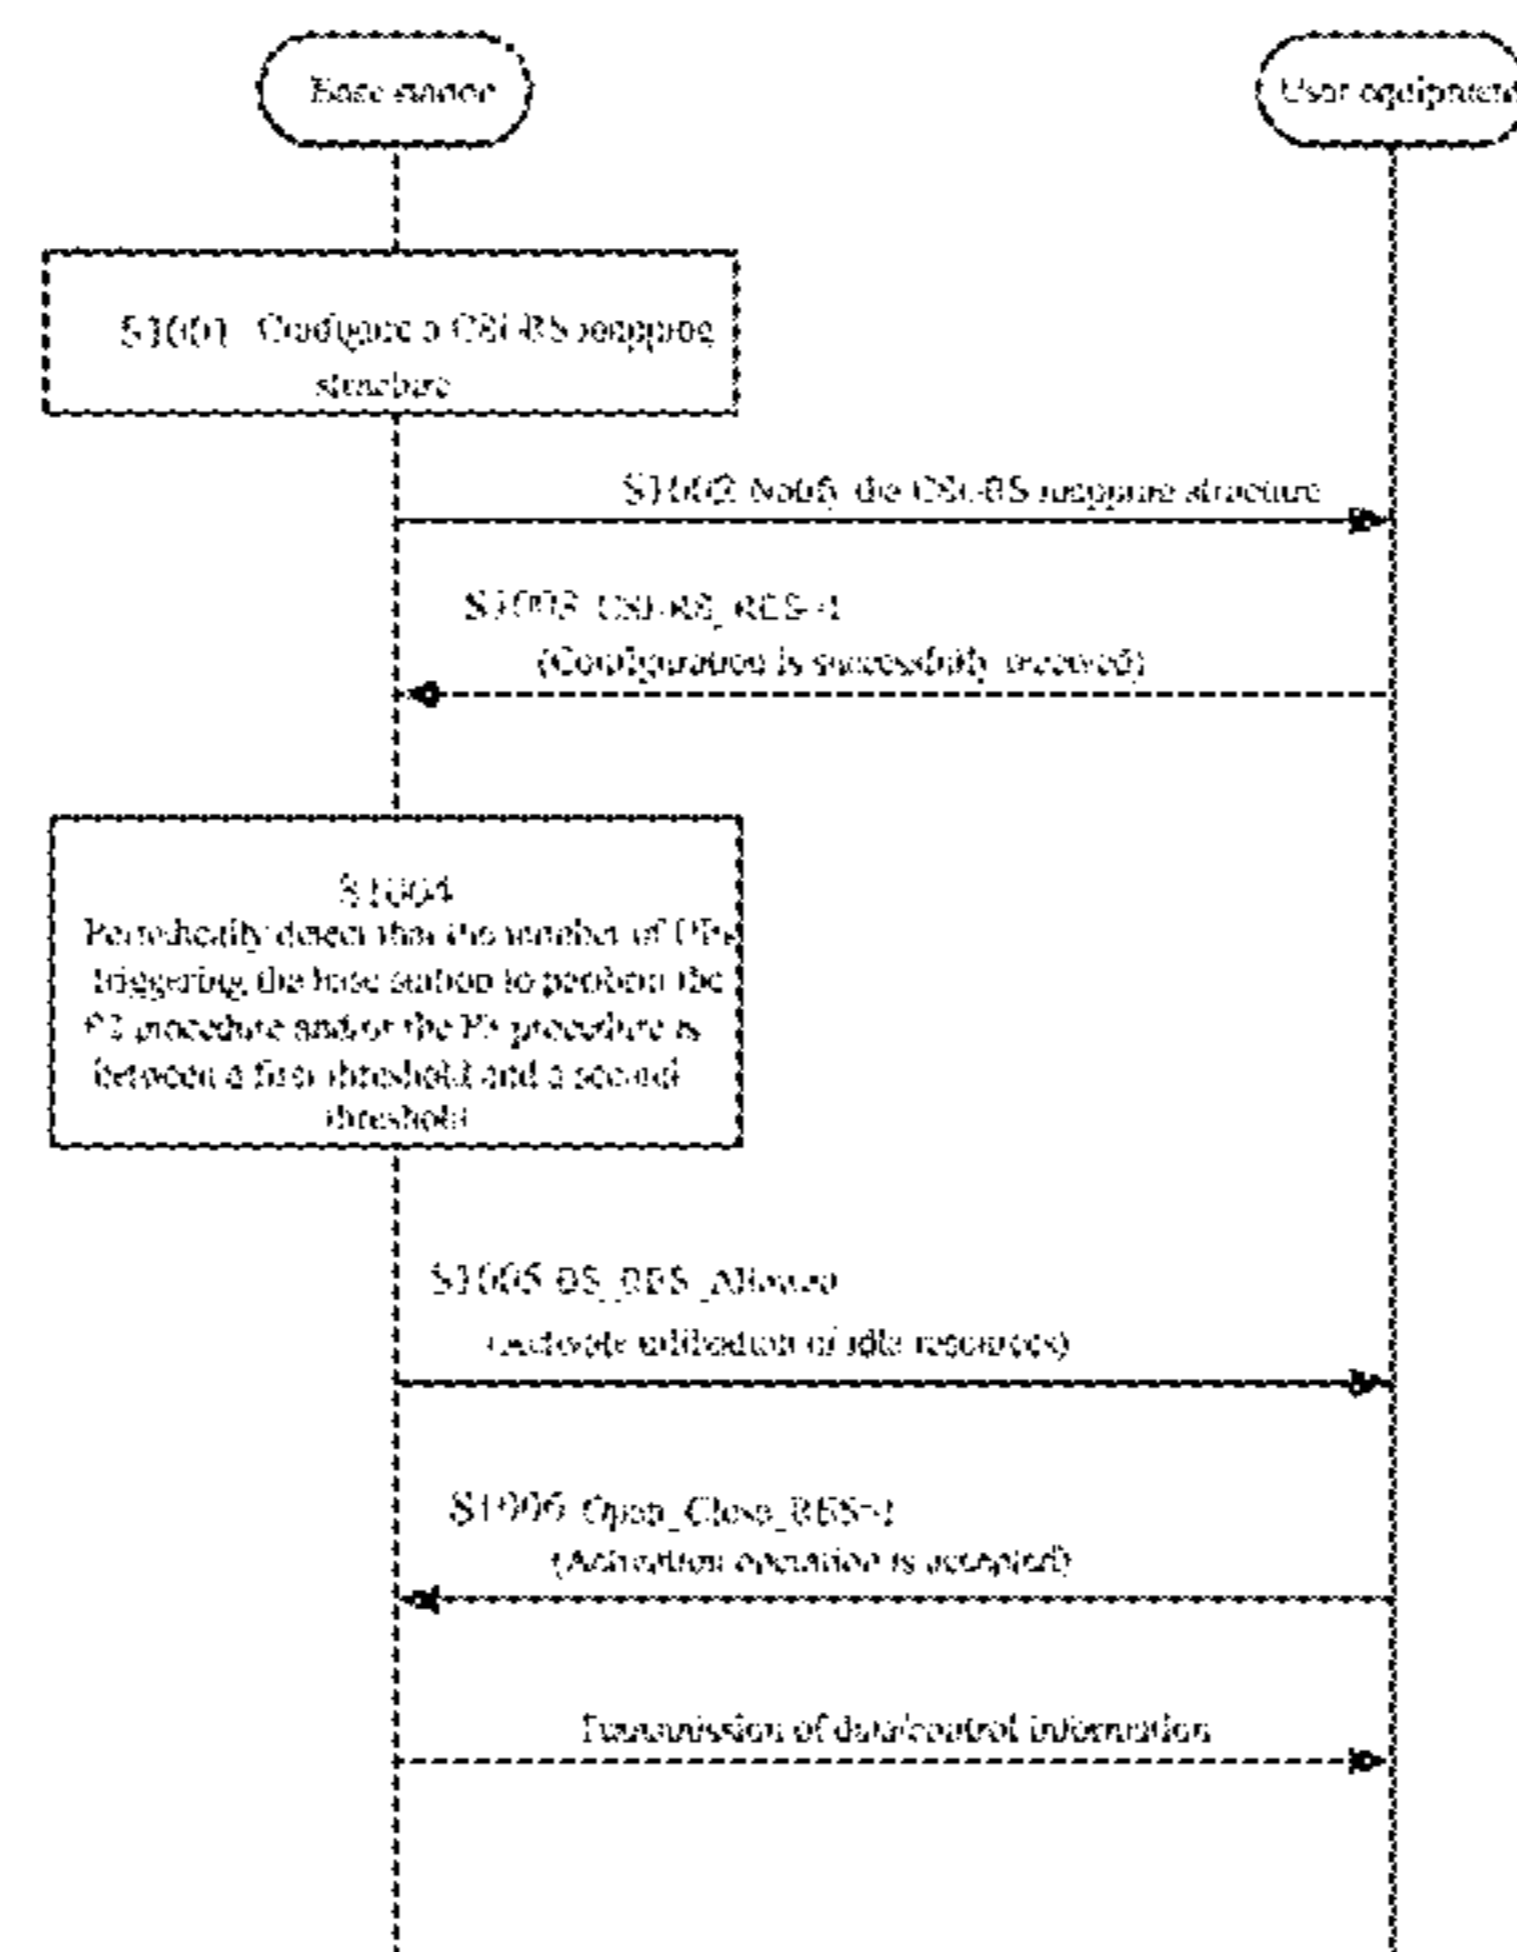 Base station
User equipment
S1001 Configure a CSI-RS mapping
structure
S1002 Notify the CSI-RS mapping structure
S1003 CSI-RS_RES=1
(Configuration is successfully received)
S1004
Periodically detect that the number of UEs
triggering the base station to perform the
P2 procedure and/or the P3 procedure is
between a first threshold and a second
threshold
S1005 BS_RES_Allowed
(Activate utilization of idle resources)
S1006 Open_Close_RES=1
(Activation operation is accepted)
Transmission of data/control information